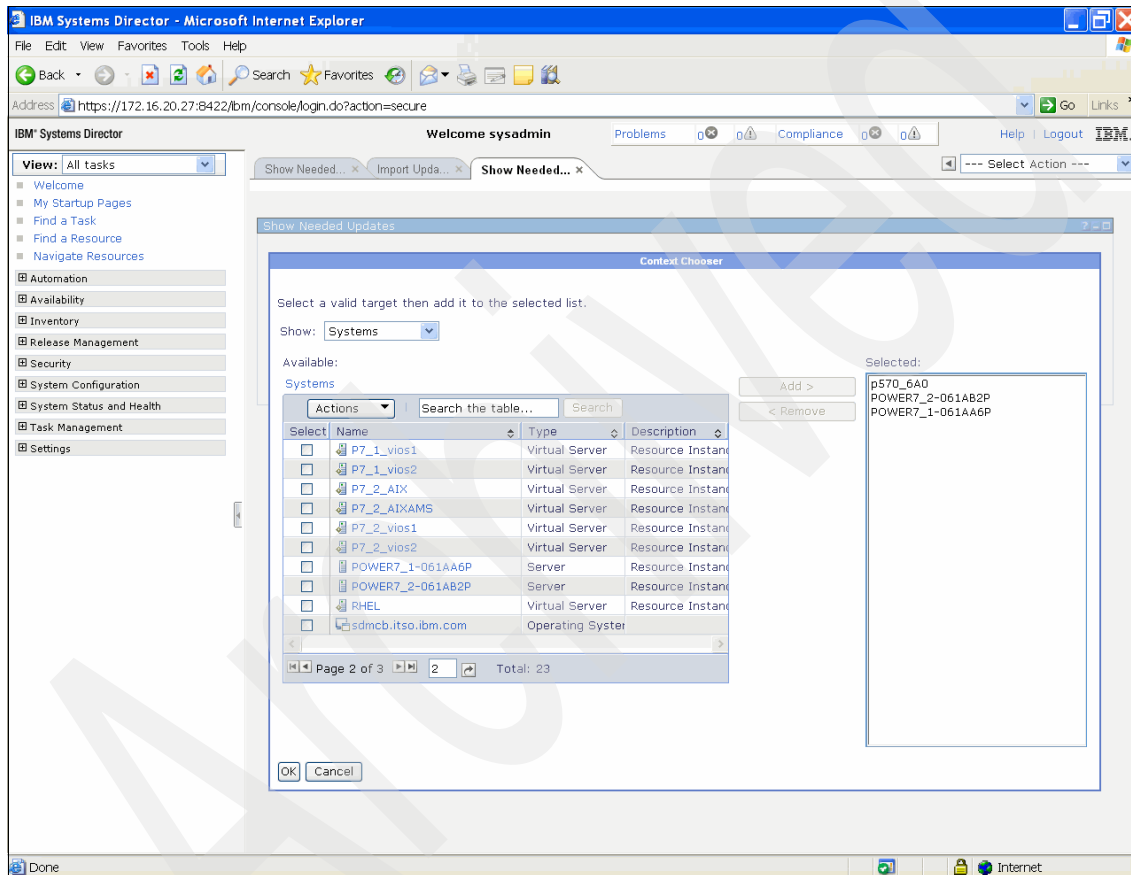 IBM Systems Director - Microsoft Internet Explorer
File Edit View Favorites Tools Help
Back Search Favorites
Address https://172.16.20.27:8422/ibm/console/login.do?action=secure Go Links
IBM® Systems Director Welcome sysadmin Problems 0 0 Compliance 0 0 Help Logout IBM.
View: All tasks
Show Needed... × Import Upda... × Show Needed... × --- Select Action ---
Welcome
My Startup Pages
Find a Task
Find a Resource
Navigate Resources
Automation
Availability
Inventory
Release Management
Security
System Configuration
System Status and Health
Task Management
Settings
Show Needed Updates
Context Chooser
Select a valid target then add it to the selected list.
Show: Systems
Available:
Systems
Actions Search the table... Search
Select Name Type Description
P7_1_vios1 Virtual Server Resource Instanc
P7_1_vios2 Virtual Server Resource Instanc
P7_2_AIX Virtual Server Resource Instanc
P7_2_AIXAMS Virtual Server Resource Instanc
P7_2_vios1 Virtual Server Resource Instanc
P7_2_vios2 Virtual Server Resource Instanc
POWER7_1-061AA6P Server Resource Instanc
POWER7_2-061AB2P Server Resource Instanc
RHEL Virtual Server Resource Instanc
sdmcb.itso.ibm.com Operating System
Page 2 of 3 2 Total: 23
Add >
< Remove
Selected:
p570_6A0
POWER7_2-061AB2P
POWER7_1-061AA6P
OK Cancel
Done Internet
Archived